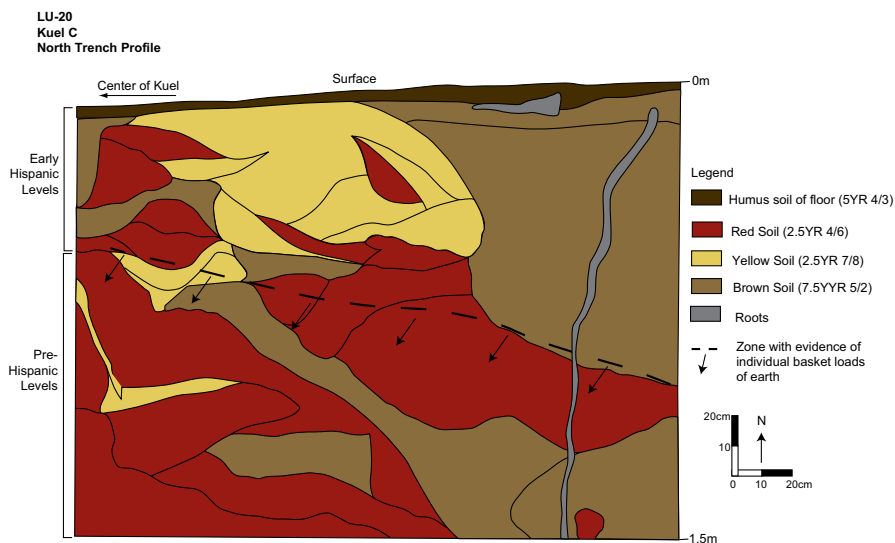 LU-20
Kuel C
North Trench Profile
Center of Kuel
Surface
0m
Early
Hispanic
Levels
Pre-
Hispanic
Levels
Legend
Humus soil of floor (5YR 4/3)
Red Soil (2.5YR 4/6)
Yellow Soil (2.5YR 7/8)
Brown Soil (7.5YYR 5/2)
Roots
Zone with evidence of
individual basket loads
of earth
20cm
N
10
0
10
20cm
1.5m